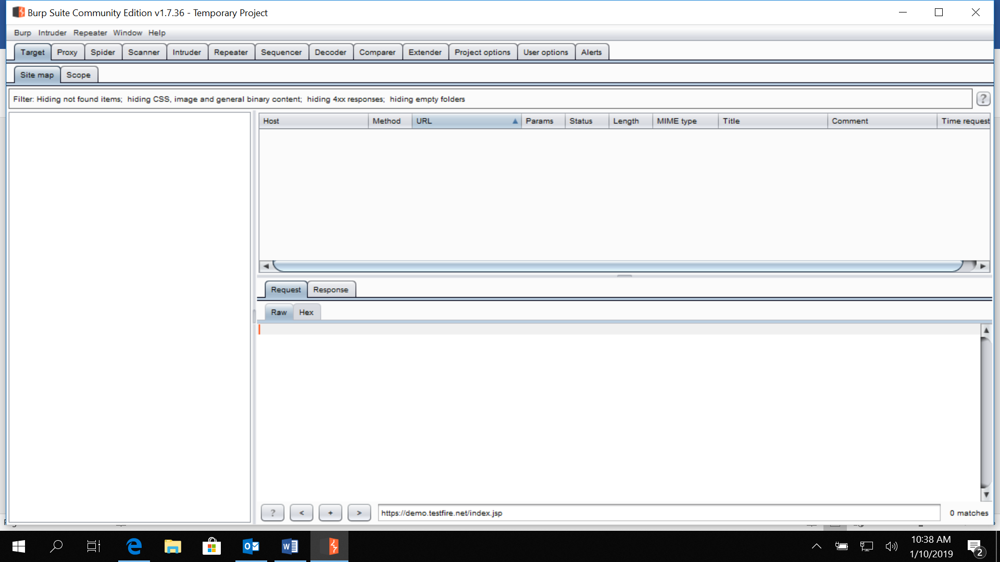 Burp Suite Community Edition v1.7.36 - Temporary Project
Burp Intruder Repeater Window Help
Target Proxy Spider Scanner Intruder Repeater Sequencer Decoder Comparer Extender Project options User options Alerts
Site map Scope
Filter: Hiding not found items; hiding CSS, image and general binary content; hiding 4xx responses; hiding empty folders
?
Host Method URL Params Status Length MIME type Title Comment Time request
Request Response
Raw Hex
? < + > https://demo.testfire.net/index.jsp 0 matches
10:38 AM
1/10/2019
2